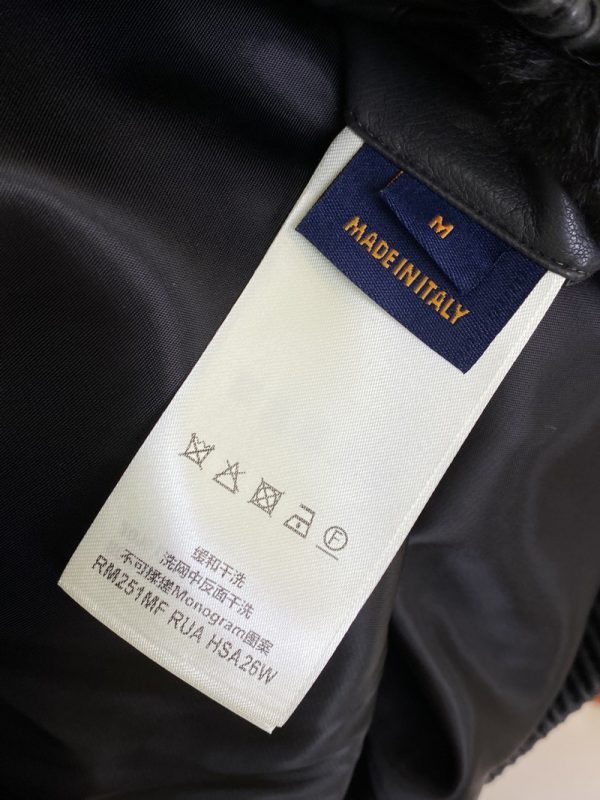 M
MADE IN ITALY
F
缓和干洗
洗网中反面干洗
不可揉搓Monogram图案
RM251MF RUA HSA26W